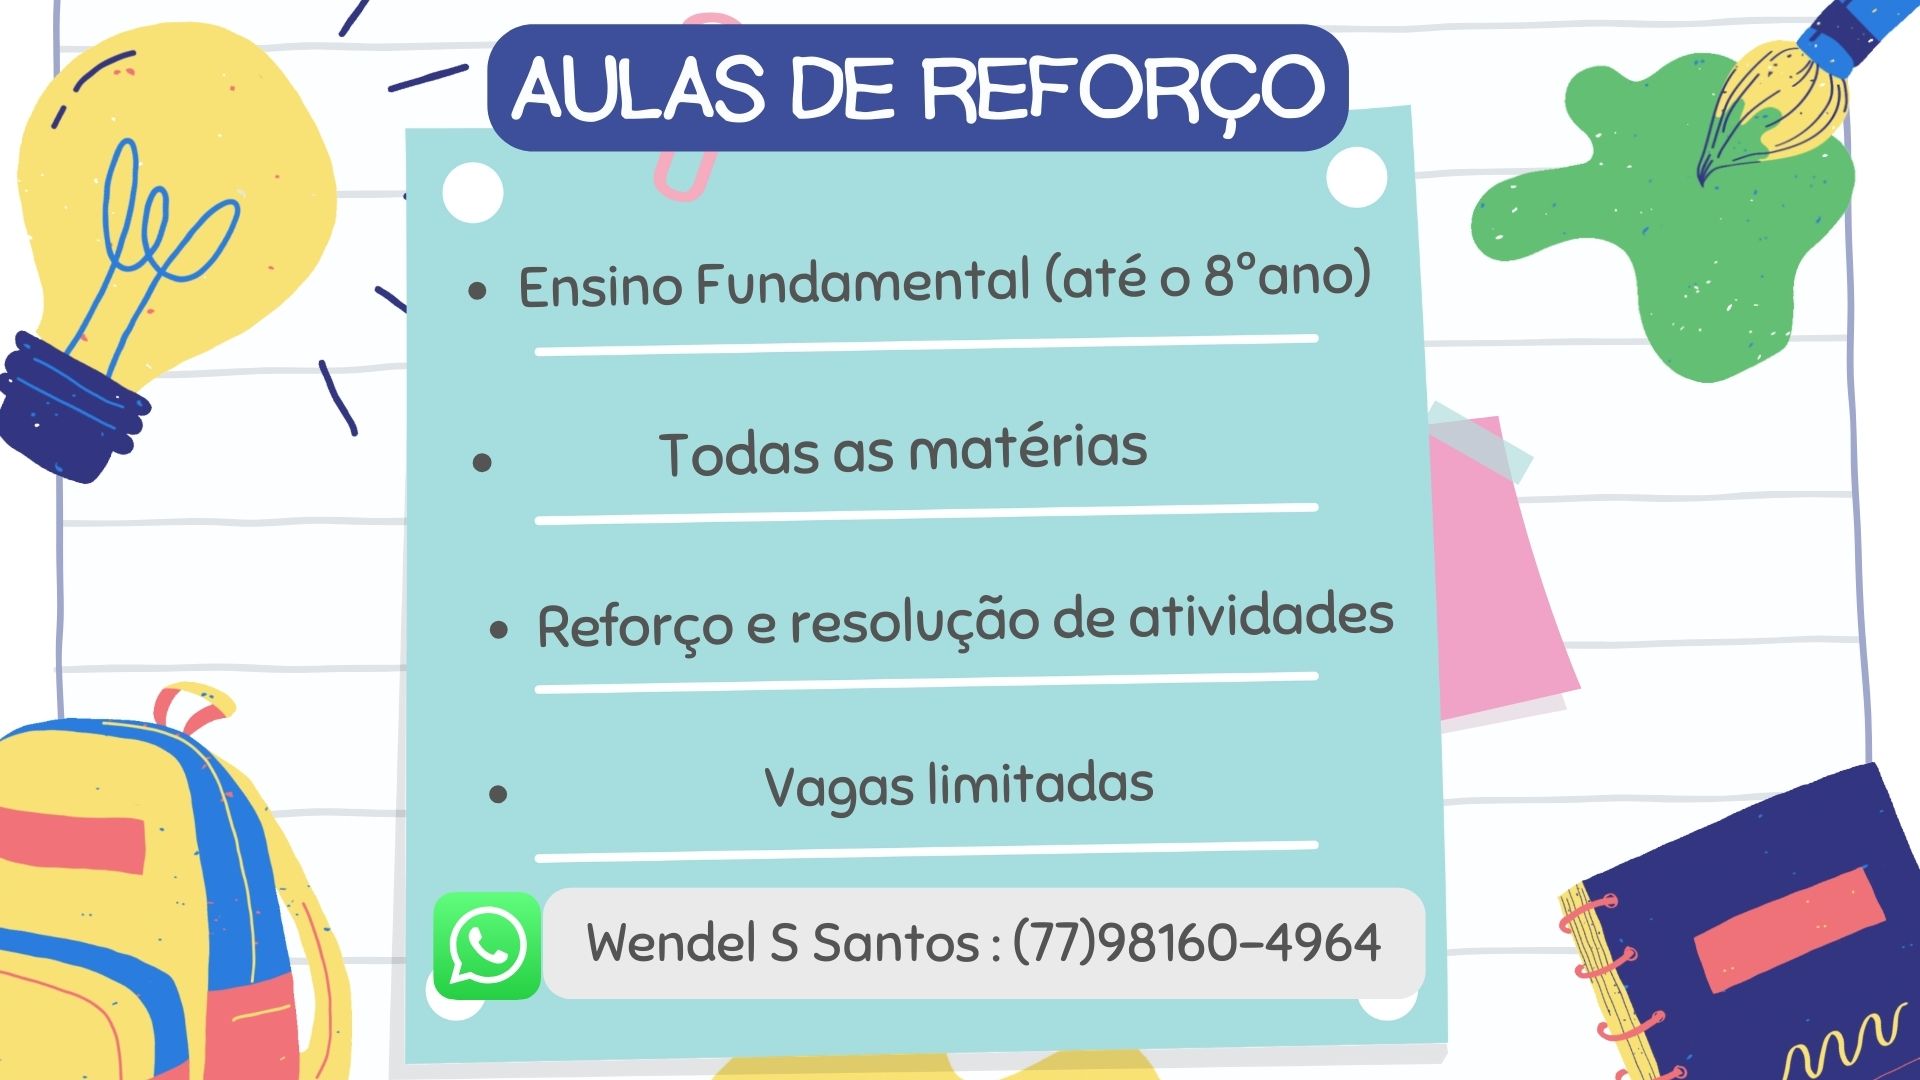 AULAS DE REFORÇO
• Ensino Fundamental (até o 8°ano)
• Todas as matérias
• Reforço e resolução de atividades
• Vagas limitadas
Wendel S Santos : (77)98160-4964